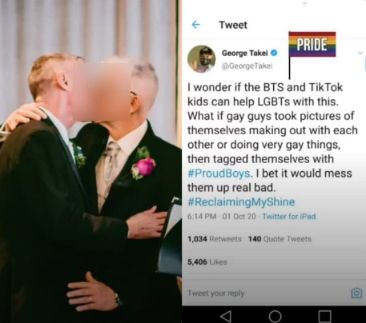 Tweet
PRIDE
George Takei
@GeorgeTakei
I wonder if the BTS and TikTok
kids can help LGBTs with this.
What if gay guys took pictures of
themselves making out with each
other or doing very gay things,
then tagged themselves with
#ProudBoys. I bet it would mess
them up real bad.
#ReclaimingMyShine
6:14 PM · 01 Oct 20 · Twitter for iPad
1,034 Retweets 140 Quote Tweets
5,406 Likes
Tweet your reply